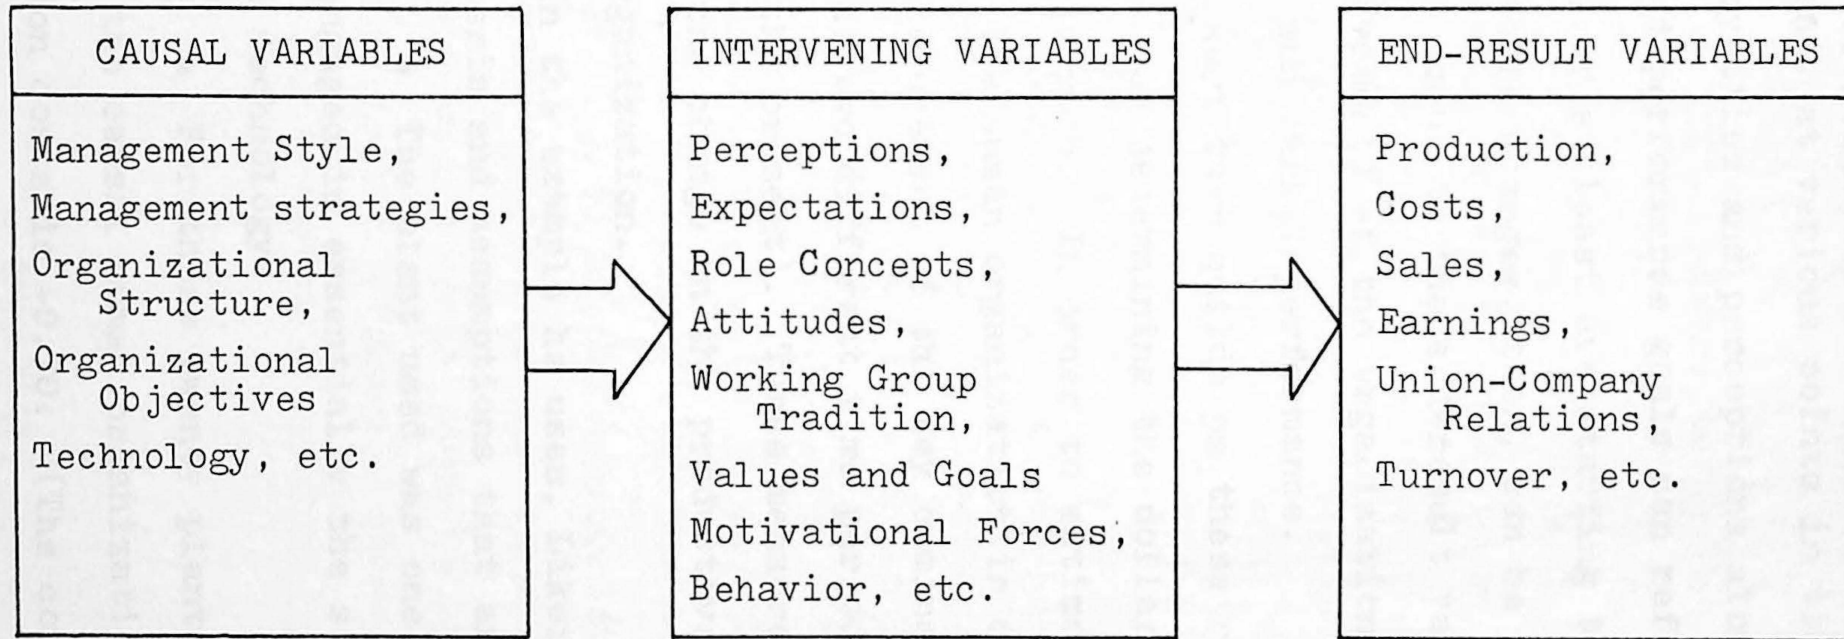 CAUSAL VARIABLES
Management Style,
Management strategies,
Organizational
Structure,
Organizational
Objectives
Technology, etc.
INTERVENING VARIABLES
Perceptions,
Expectations,
Role Concepts,
Attitudes,
Working Group
Tradition,
Values and Goals
Motivational Forces,
Behavior, etc.
END-RESULT VARIABLES
Production,
Costs,
Sales,
Earnings,
Union-Company
Relations,
Turnover, etc.